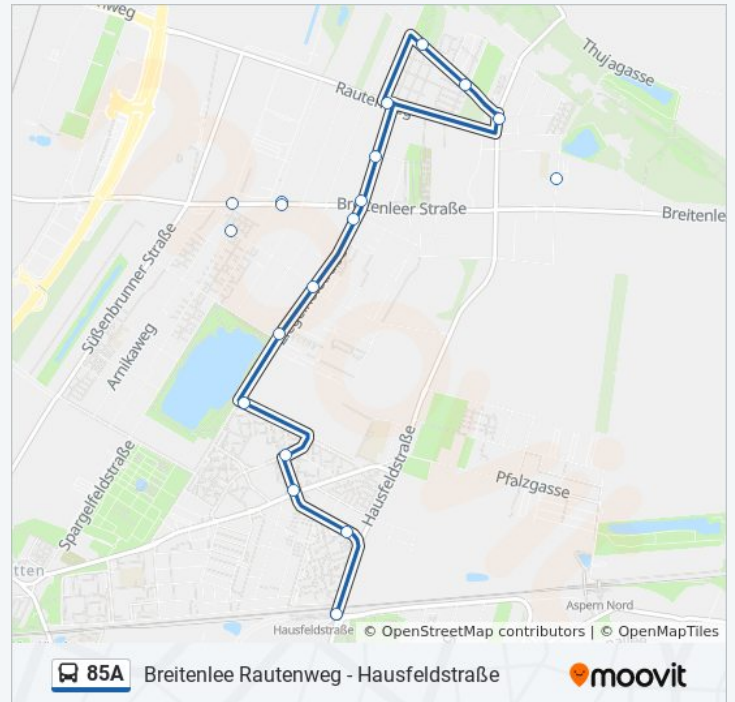 nweg
Thujagasse
Rautenweg
Breitenleer Straße
Breitenle
Süßenbrunner Straße
Arnikaweg
Hausfeldstraße
Spargelfeldstraße
Pfalzgasse
tten
Aspern Nord
Hausfeldstraße
© OpenStreetMap contributors | © OpenMapTiles
85A Breitenlee Rautenweg - Hausfeldstraße
moovit